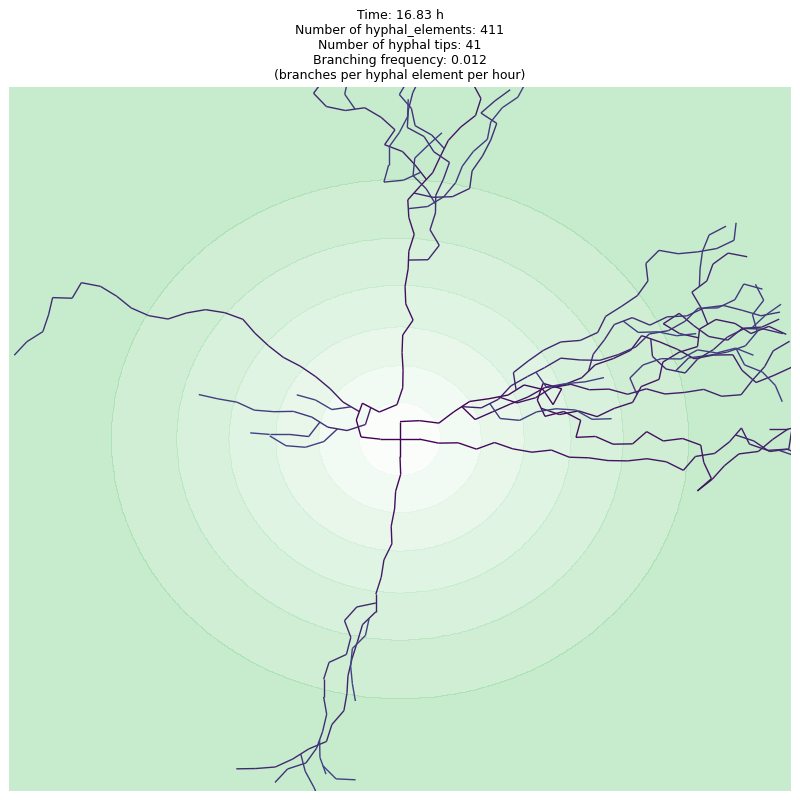 Time: 16.83 h
Number of hyphal_elements: 411
Number of hyphal tips: 41
Branching frequency: 0.012
(branches per hyphal element per hour)